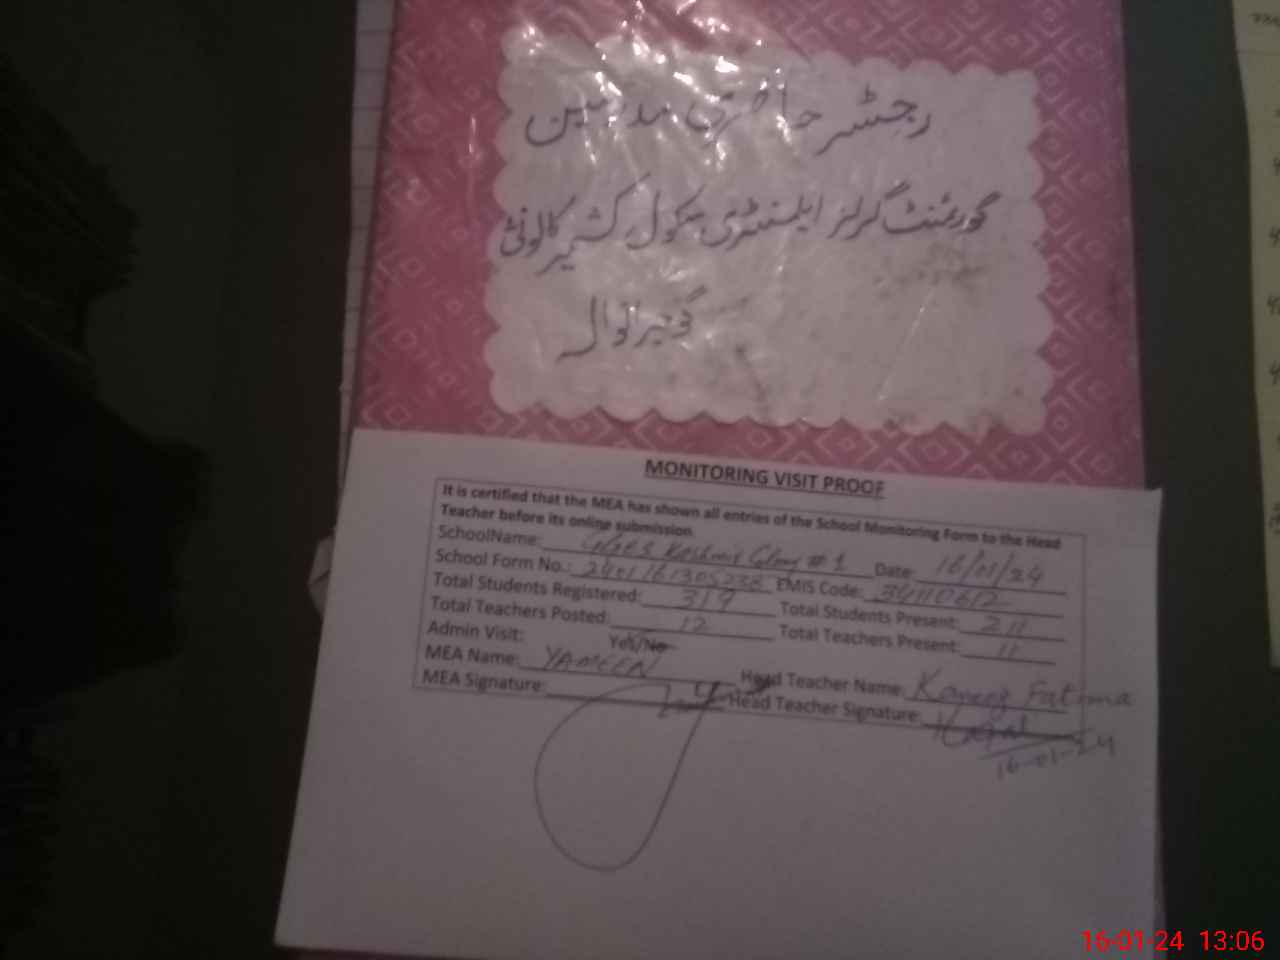 رجسٹر حاضری مدرسین
گورنمنٹ گرلز ایلمنٹری سکول کشمیر کالونی
گوجرانوالہ
MONITORING VISIT PROOF
It is certified that the MEA has shown all entries of the School Monitoring Form to the Head
Teacher before its online submission.
SchoolName: GGES Kashmir Colony # 1 Date: 16/01/24
School Form No.: 2401161305238 EMIS Code: 34110612
Total Students Registered: 319 Total Students Present: 211
Total Teachers Posted: 12 Total Teachers Present: 11
Admin Visit: Yes/No
MEA Name: YAMEEN Head Teacher Name: Kaneez Fatima
MEA Signature: Head Teacher Signature:
16-01-24
16-01-24 13:06